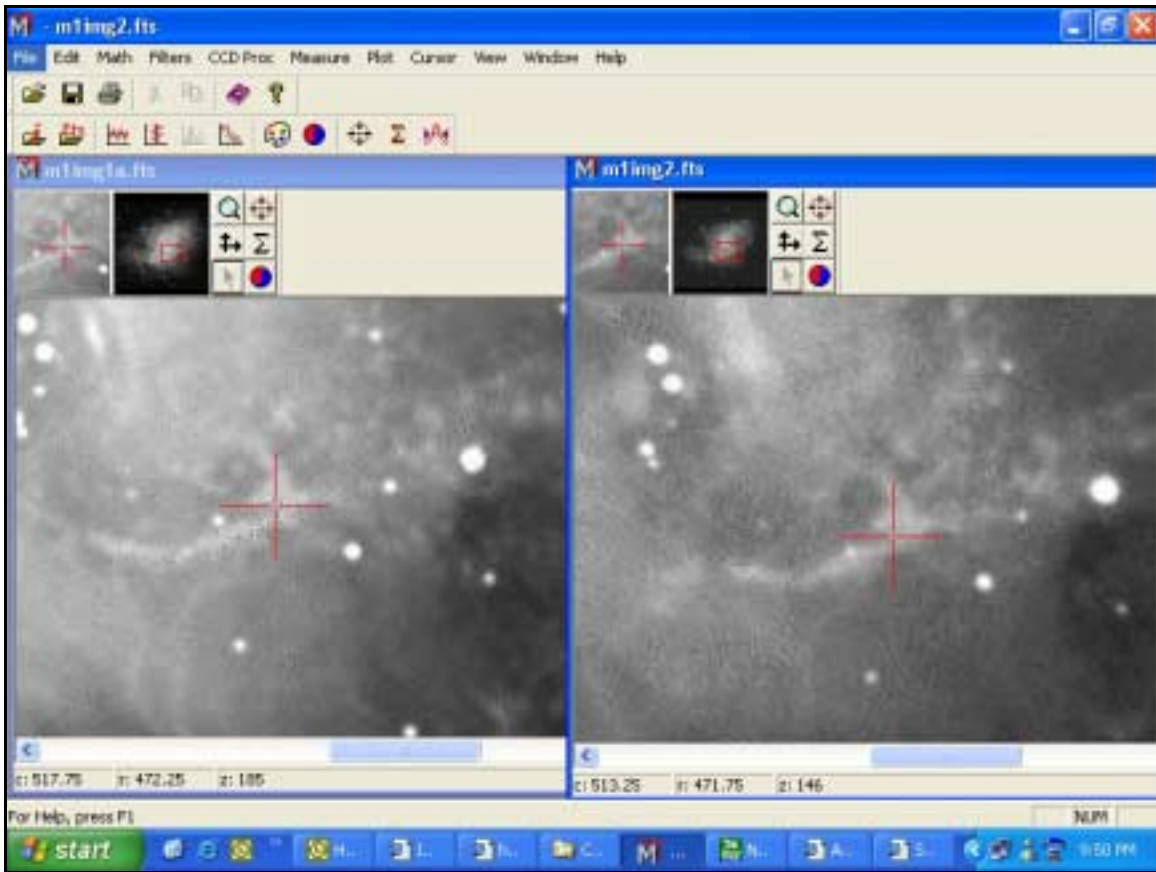 M - m1img2.fts
File Edit Math Filters CCD Proc Measure Plot Cursor View Window Help
M m1img1a.fts
M m1img2.fts
c: 517.75 r: 472.25 z: 185
c: 513.25 r: 471.75 z: 146
For Help, press F1
NUM
start H... I... h... C... M ... N... A... S... 9:50 PM